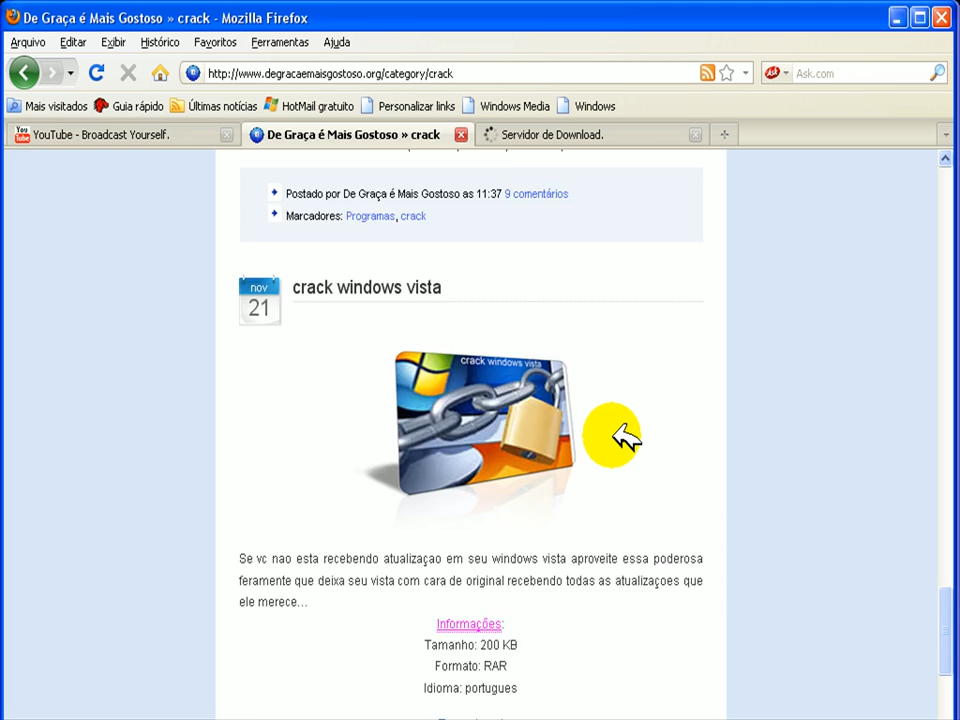 De Graça é Mais Gostoso » crack - Mozilla Firefox
Arquivo Editar Exibir Histórico Favoritos Ferramentas Ajuda
http://www.degracaemaisgostoso.org/category/crack
Ask.com
Mais visitados Guia rápido Últimas notícias HotMail gratuito Personalizar links Windows Media Windows
You Tube YouTube - Broadcast Yourself. De Graça é Mais Gostoso » crack Servidor de Download.
Postado por De Graça é Mais Gostoso as 11:37 9 comentários
Marcadores: Programas, crack
nov
21
crack windows vista
crack windows vista
Se vc nao esta recebendo atualizaçao em seu windows vista aproveite essa poderosa
feramente que deixa seu vista com cara de original recebendo todas as atualizaçoes que
ele merece...
Informações:
Tamanho: 200 KB
Formato: RAR
Idioma: portugues